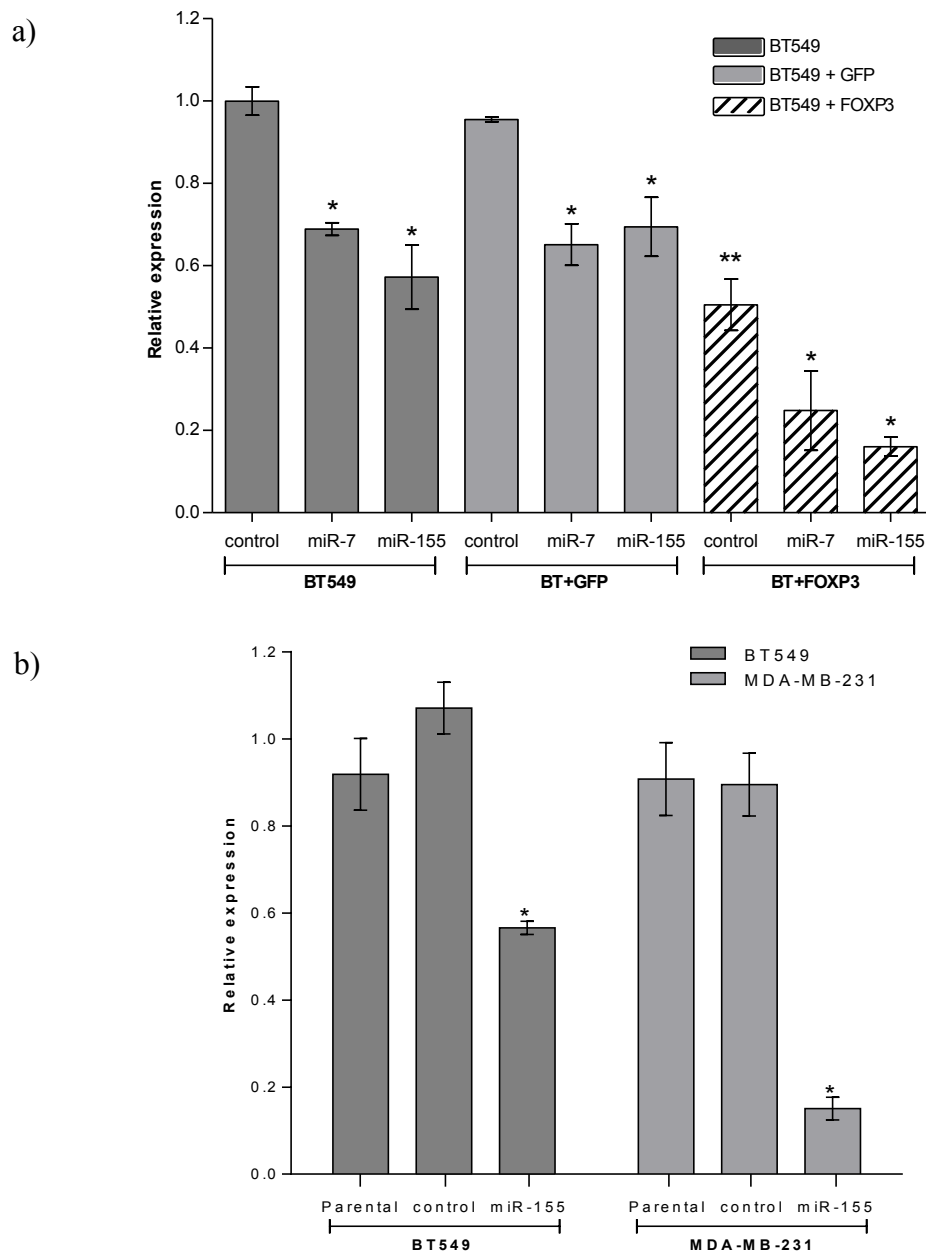 a)
1.2
1.0
0.8
0.6
0.4
0.2
0.0
Relative expression
BT549
BT549 + GFP
BT549 + FOXP3
*
*
*
*
**
*
*
control miR-7 miR-155 control miR-7 miR-155 control miR-7 miR-155
BT549 BT+GFP BT+FOXP3
b)
1.2
1.0
0.8
0.6
0.4
0.2
0.0
Relative expression
BT549
MDA-MB-231
*
*
Parental control miR-155 Parental control miR-155
BT549 MDA-MB-231